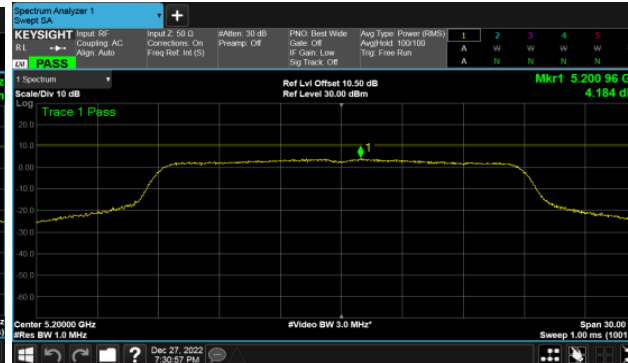 Spectrum Analyzer 1
Swept SA
KEYSIGHT
RL
LV PASS
Input: RF
Coupling: AC
Align: Auto
Input Z: 50 Ω
Corrections: On
Freq Ref: Int (S)
#Atten: 30 dB
Preamp: Off
PNO: Best Wide
Gate: Off
IF Gain: Low
Sig Track: Off
Avg Type: Power (RMS)
Avg|Hold: 100/100
Trig: Free Run
1 2 3 4 5
A W W W W
A N N N N
1 Spectrum
Scale/Div 10 dB
Ref Lvl Offset 10.50 dB
Ref Level 30.00 dBm
Mkr1 5.200 96 G
4.184 d
Log
Trace 1 Pass
20.0
10.0
1
0.00
-10.0
-20.0
-30.0
-40.0
-50.0
-60.0
Center 5.20000 GHz
#Res BW 1.0 MHz
#Video BW 3.0 MHz*
Span 30.00
Sweep 1.00 ms (1001
?
Dec 27, 2022
7:30:57 PM